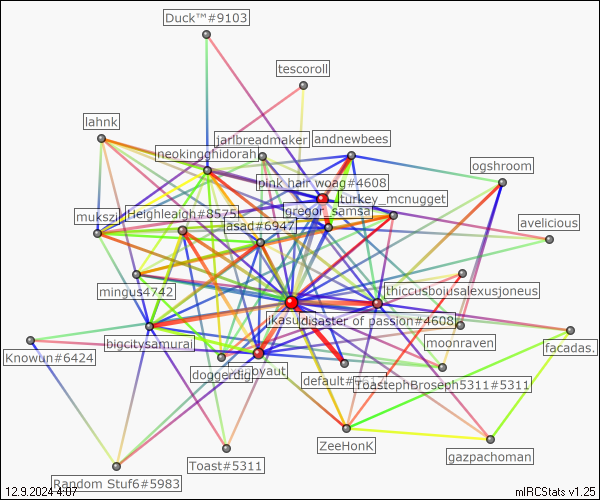 Duck™#9103
tescoroll
lahnk
jarlbreadmaker
andnewbees
neokingghidorah
ogshroom
pink hair woag#4608
turkey_mcnugget
gregor_samsa
mukszi
Heighleaigh#8575
asad#6947
avelicious
mingus4742
thiccusboiusalexusjoneus
jkasu
disaster of passion#4608
bigcitysamurai
moonraven
facadas.
Knowun#6424
doggerdig
default#
ToastephBroseph5311#5311
ZeeHonK
gazpachoman
Toast#5311
Random Stuf6#5983
12.9.2024 4:07
mIRCStats v1.25